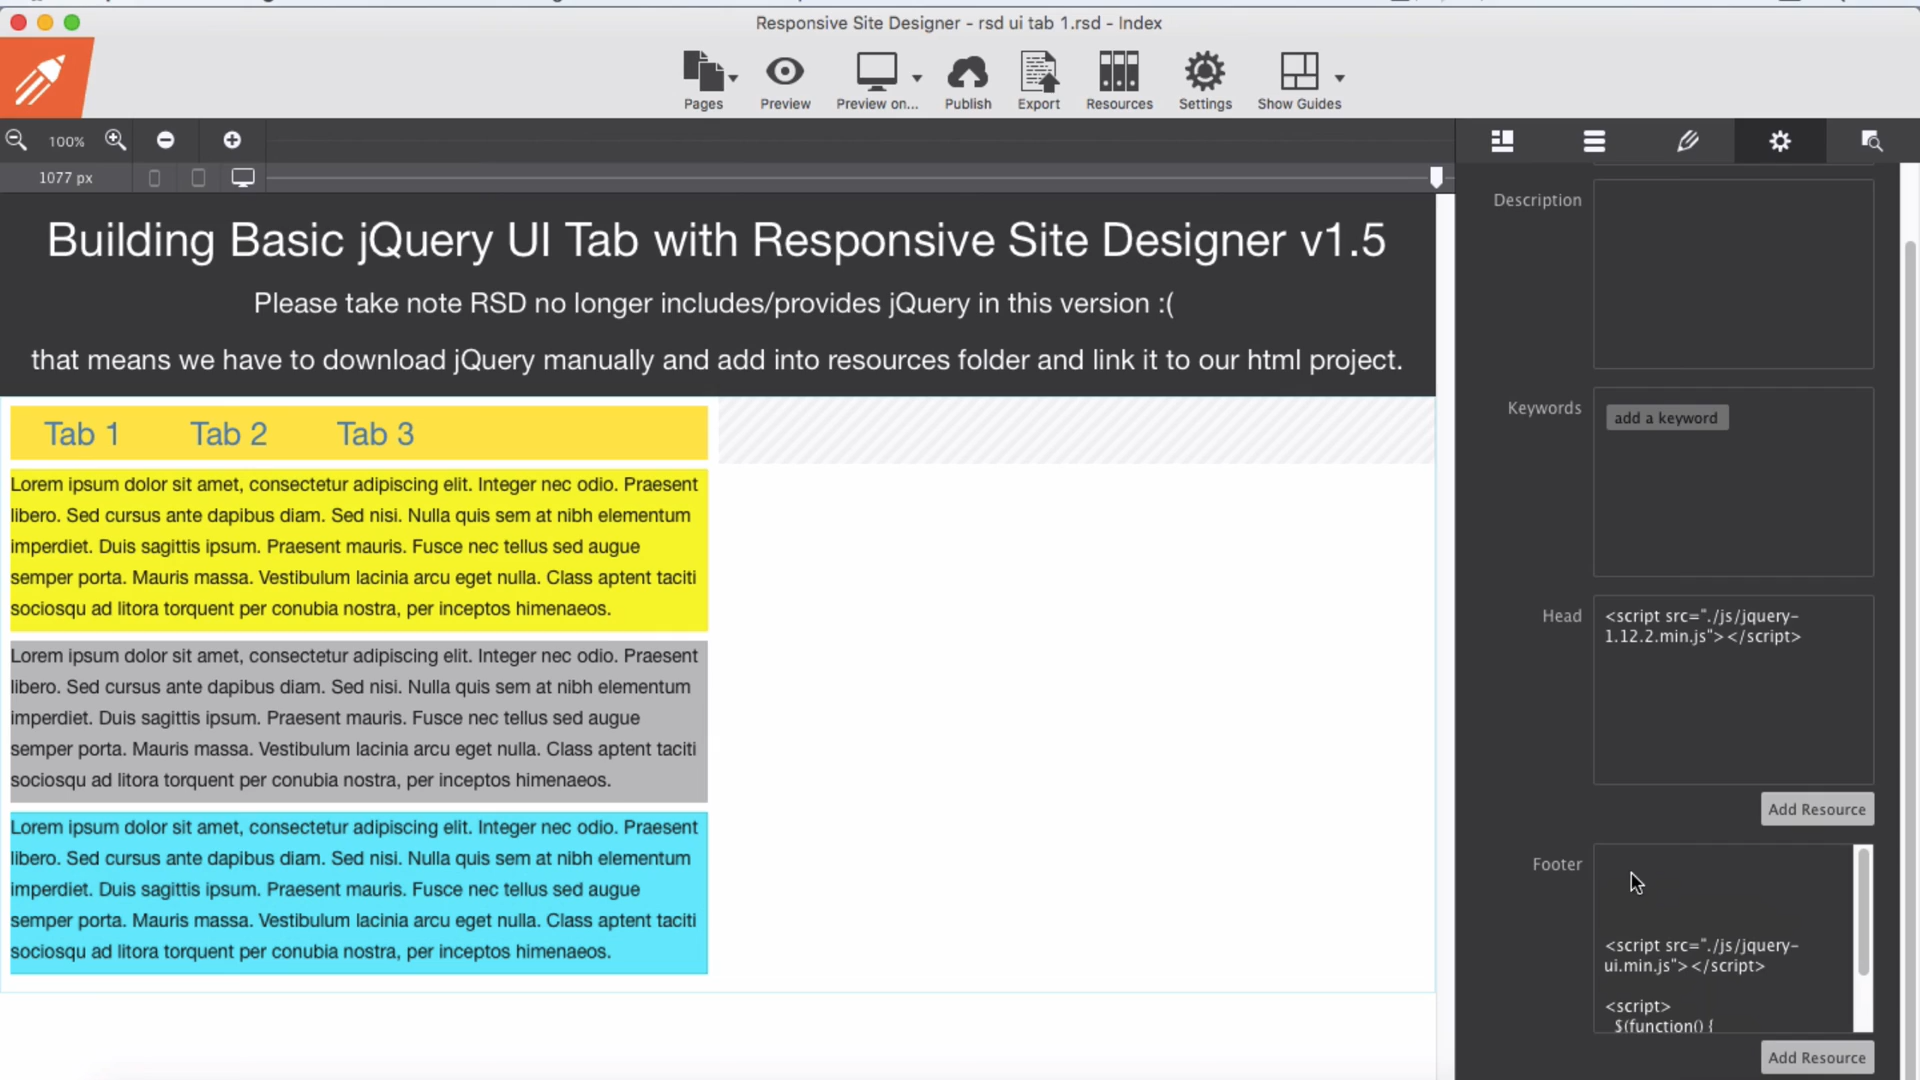 Responsive Site Designer - rsd ui tab 1.rsd - Index
Pages
Preview
Preview on...
Publish
Export
Resources
Settings
Show Guides
100%
1077 px
Building Basic jQuery UI Tab with Responsive Site Designer v1.5
Please take note RSD no longer includes/provides jQuery in this version :(
that means we have to download jQuery manually and add into resources folder and link it to our html project.
Tab 1 Tab 2 Tab 3
Lorem ipsum dolor sit amet, consectetur adipiscing elit. Integer nec odio. Praesent
libero. Sed cursus ante dapibus diam. Sed nisi. Nulla quis sem at nibh elementum
imperdiet. Duis sagittis ipsum. Praesent mauris. Fusce nec tellus sed augue
semper porta. Mauris massa. Vestibulum lacinia arcu eget nulla. Class aptent taciti
sociosqu ad litora torquent per conubia nostra, per inceptos himenaeos.
Lorem ipsum dolor sit amet, consectetur adipiscing elit. Integer nec odio. Praesent
libero. Sed cursus ante dapibus diam. Sed nisi. Nulla quis sem at nibh elementum
imperdiet. Duis sagittis ipsum. Praesent mauris. Fusce nec tellus sed augue
semper porta. Mauris massa. Vestibulum lacinia arcu eget nulla. Class aptent taciti
sociosqu ad litora torquent per conubia nostra, per inceptos himenaeos.
Lorem ipsum dolor sit amet, consectetur adipiscing elit. Integer nec odio. Praesent
libero. Sed cursus ante dapibus diam. Sed nisi. Nulla quis sem at nibh elementum
imperdiet. Duis sagittis ipsum. Praesent mauris. Fusce nec tellus sed augue
semper porta. Mauris massa. Vestibulum lacinia arcu eget nulla. Class aptent taciti
sociosqu ad litora torquent per conubia nostra, per inceptos himenaeos.
Description
Keywords
add a keyword
Head
<script src="./js/jquery-
1.12.2.min.js"></script>
Add Resource
Footer
<script src="./js/jquery-
ui.min.js"></script>
<script>
$(function() {
Add Resource